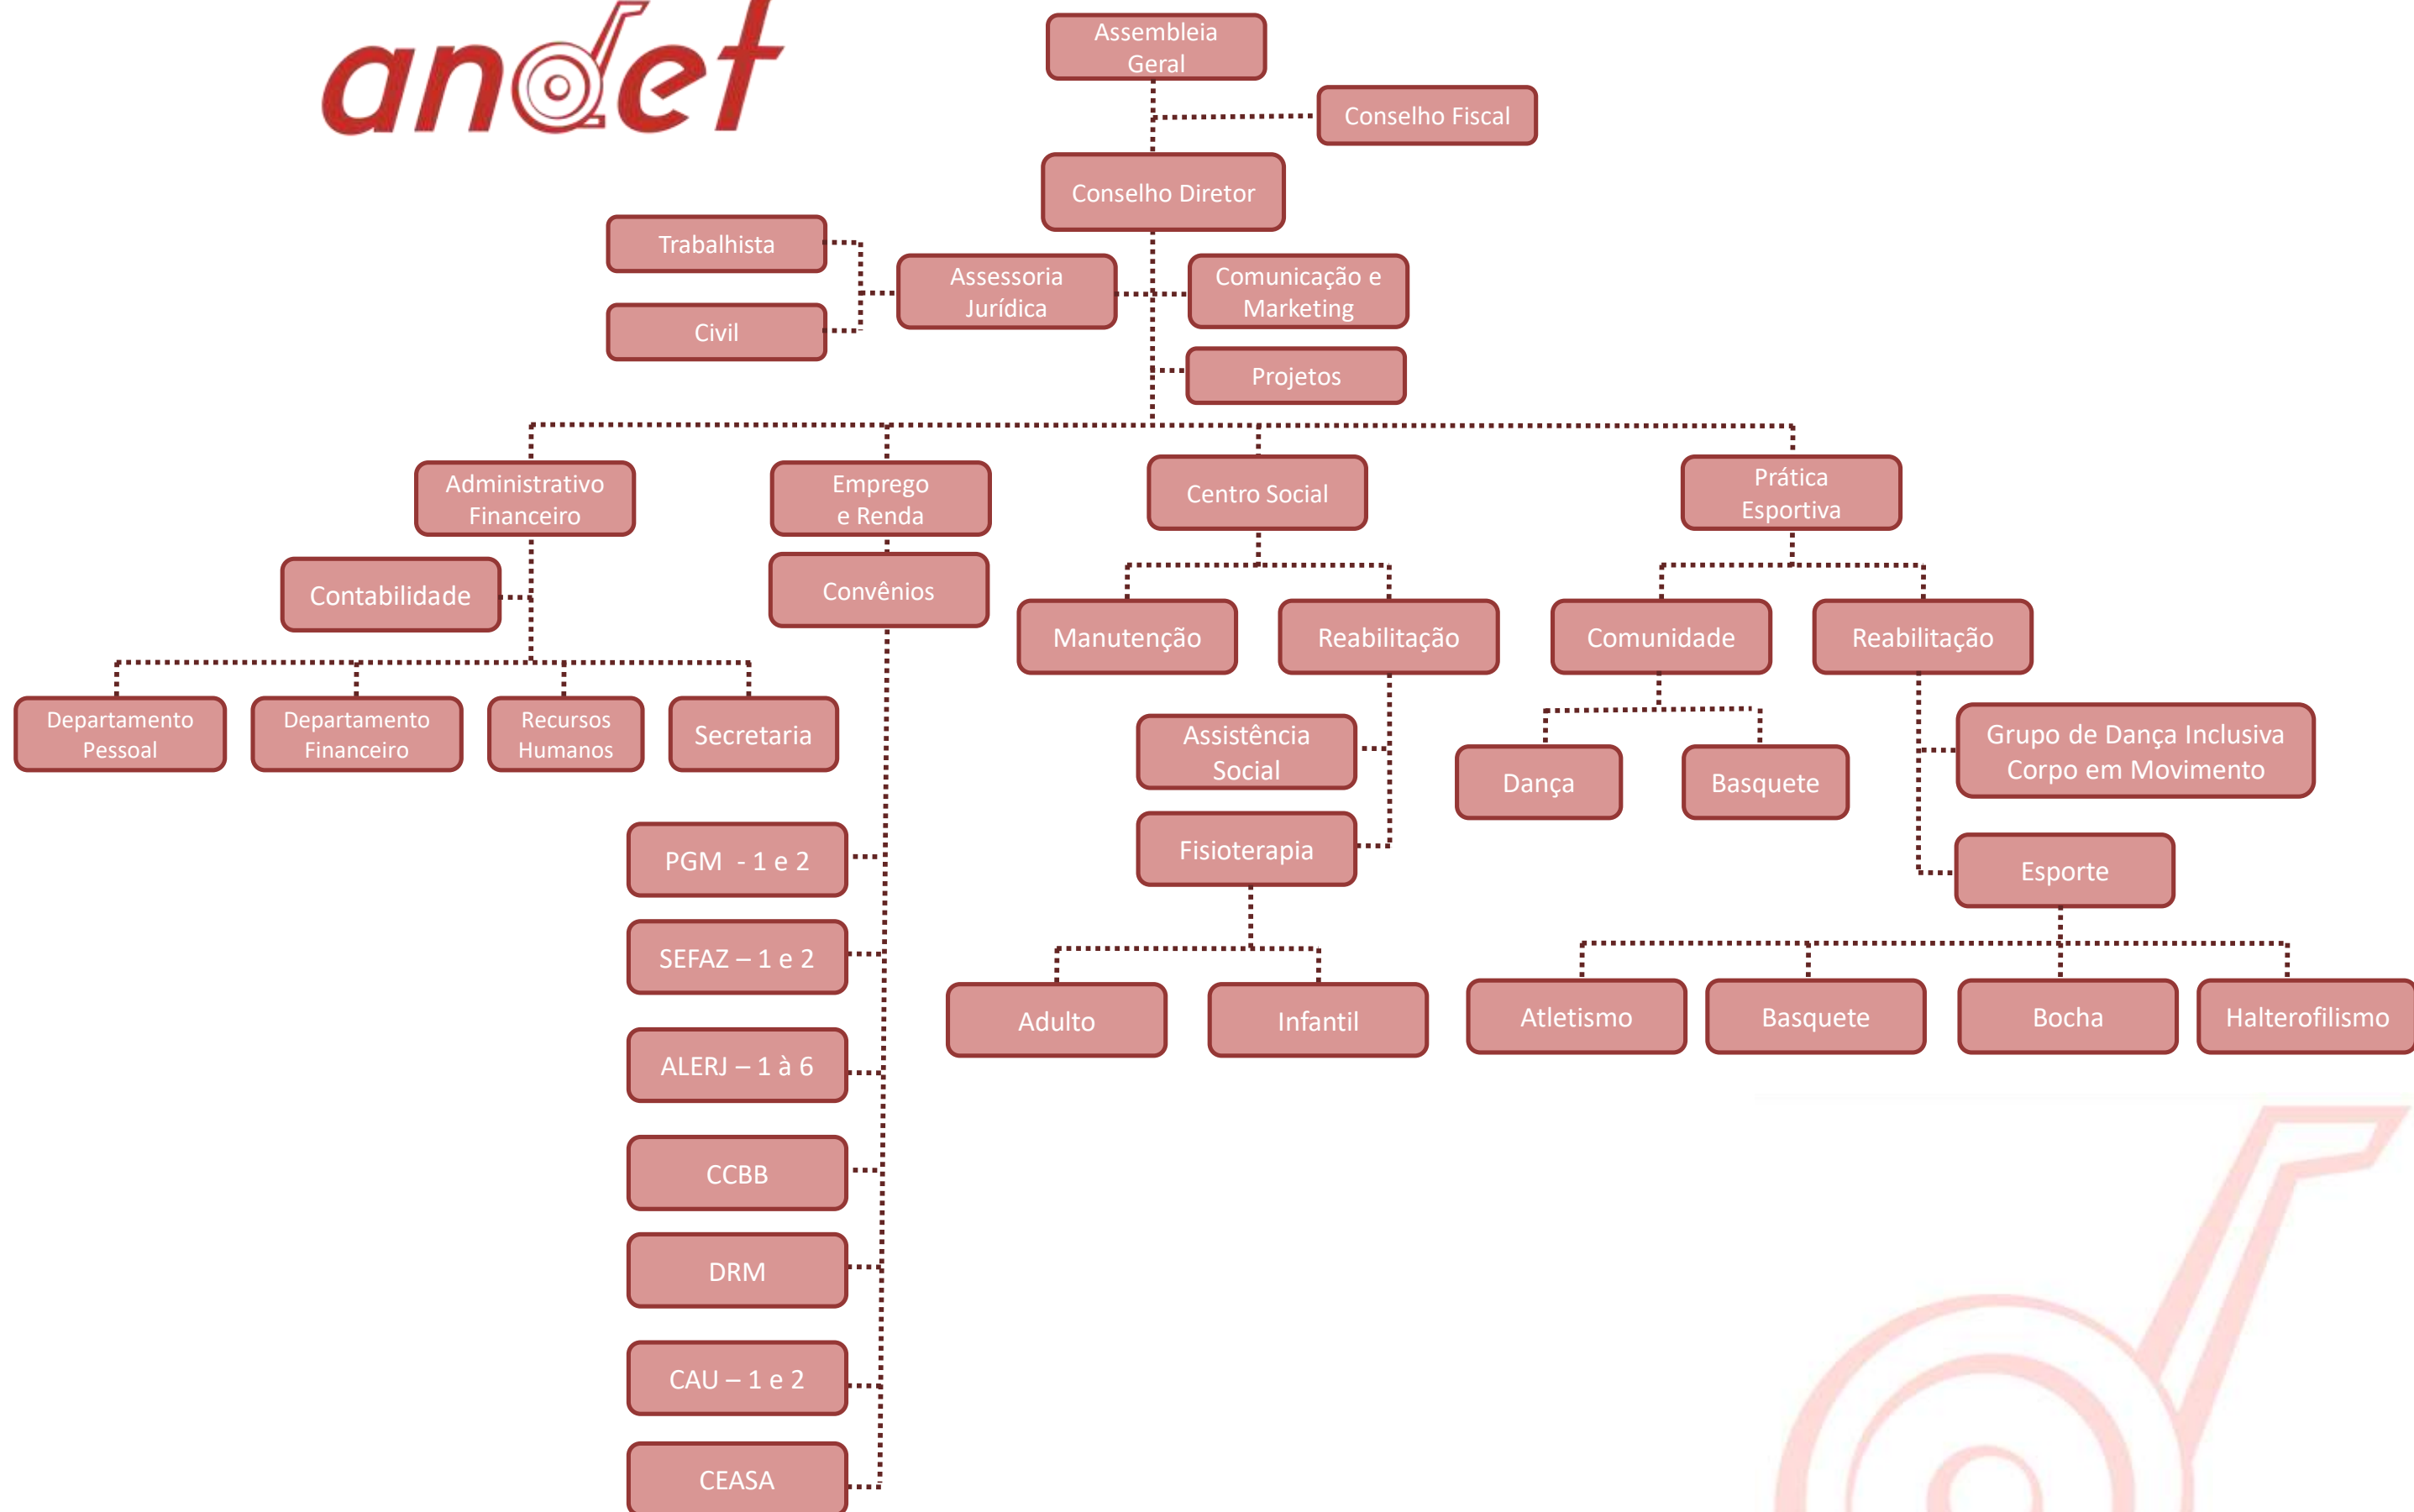 andef
Assembleia
Geral
Conselho Fiscal
Conselho Diretor
Trabalhista
Civil
Assessoria
Jurídica
Comunicação e
Marketing
Projetos
Administrativo
Financeiro
Emprego
e Renda
Centro Social
Prática
Esportiva
Contabilidade
Convênios
Manutenção
Reabilitação
Comunidade
Reabilitação
Departamento
Pessoal
Departamento
Financeiro
Recursos
Humanos
Secretaria
Assistência
Social
Fisioterapia
Dança
Basquete
Grupo de Dança Inclusiva
Corpo em Movimento
Esporte
PGM  - 1 e 2
SEFAZ – 1 e 2
ALERJ – 1 à 6
CCBB
DRM
CAU – 1 e 2
CEASA
Adulto
Infantil
Atletismo
Basquete
Bocha
Halterofilismo